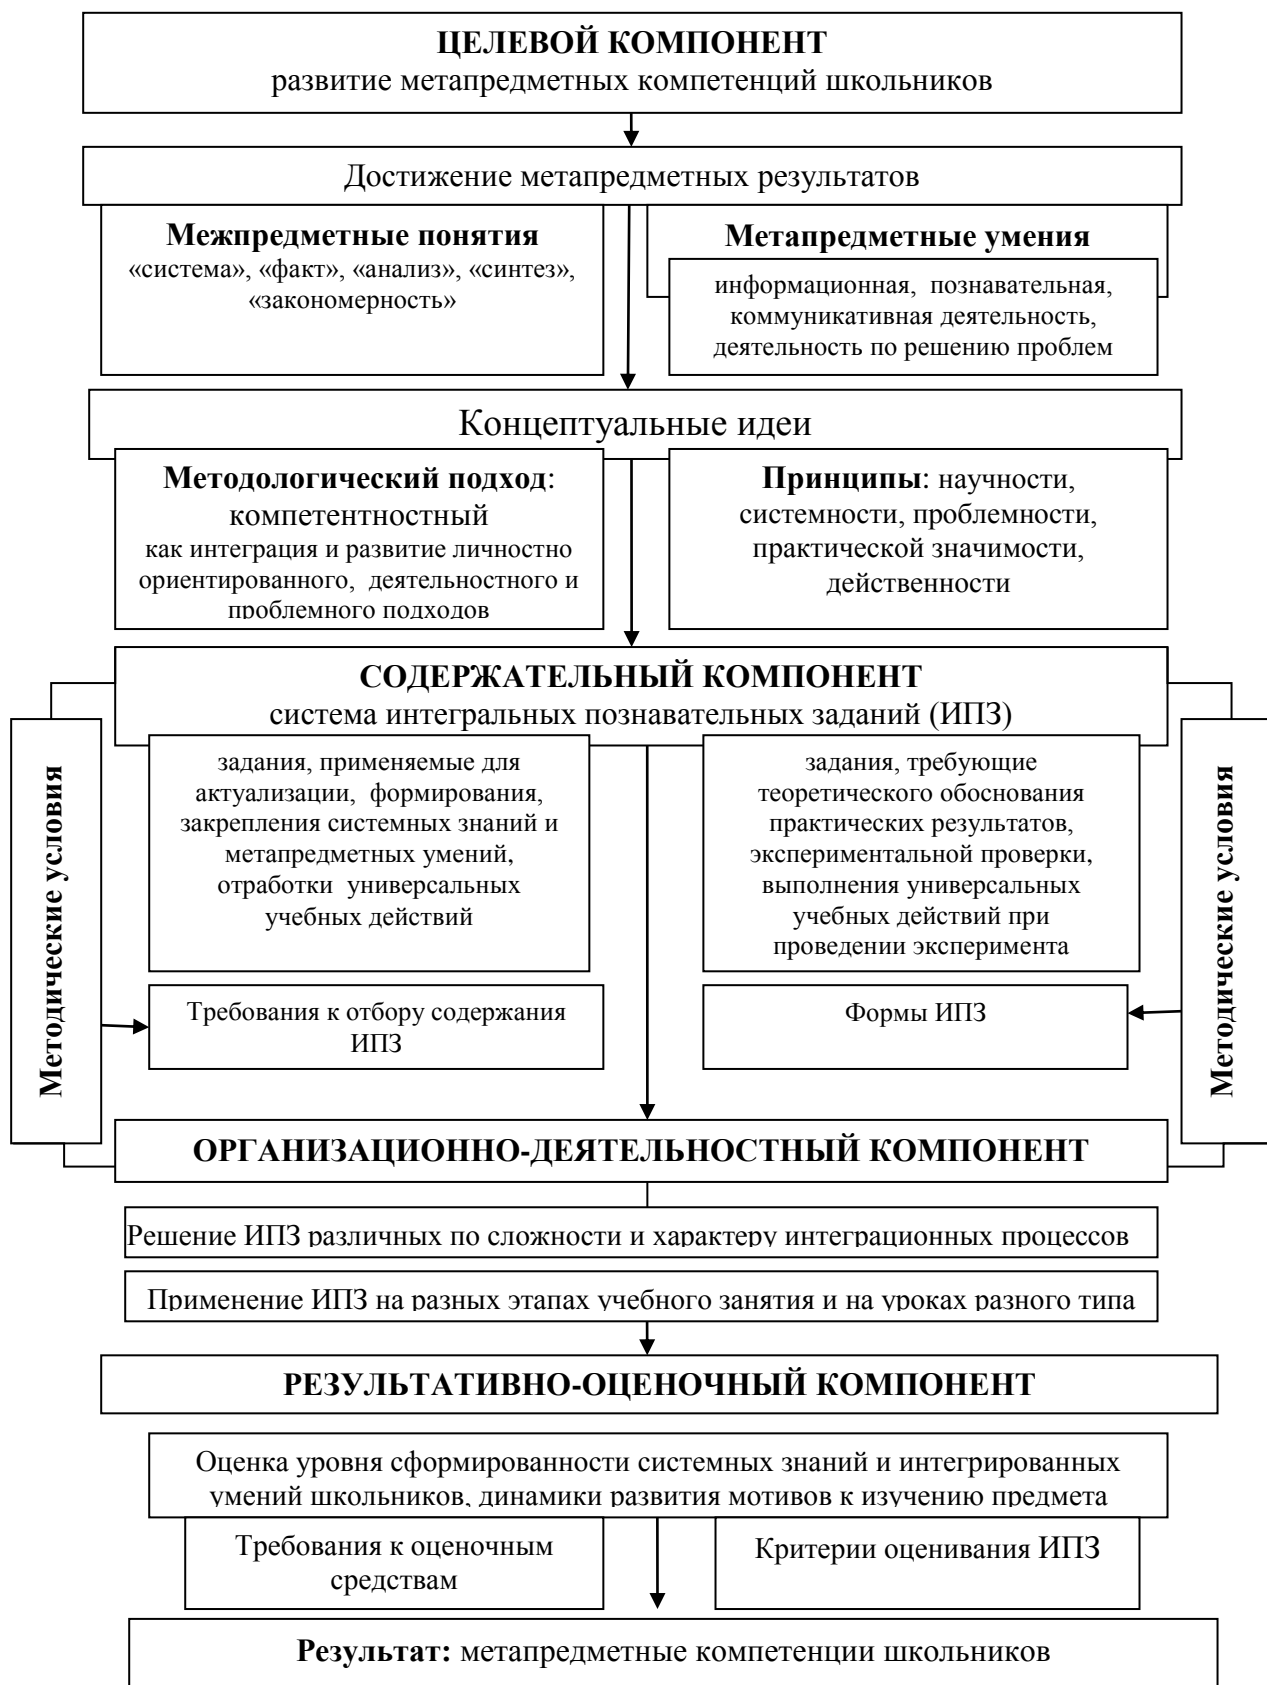 ЦЕЛЕВОЙ КОМПОНЕНТ
развитие метапредметных компетенций школьников
Достижение метапредметных результатов
Межпредметные понятия
«система», «факт», «анализ», «синтез»,
«закономерность»
Метапредметные умения
информационная, познавательная,
коммуникативная деятельность,
деятельность по решению проблем
Концептуальные идеи
Методологический подход:
компетентностный
как интеграция и развитие личностно
ориентированного, деятельностного и
проблемного подходов
Принципы: научности,
системности, проблемности,
практической значимости,
действенности
СОДЕРЖАТЕЛЬНЫЙ КОМПОНЕНТ
система интегральных познавательных заданий (ИПЗ)
Методические условия
задания, применяемые для
актуализации, формирования,
закрепления системных знаний и
метапредметных умений,
отработки универсальных
учебных действий
задания, требующие
теоретического обоснования
практических результатов,
экспериментальной проверки,
выполнения универсальных
учебных действий при
проведении эксперимента
Методические условия
Требования к отбору содержания
ИПЗ
Формы ИПЗ
ОРГАНИЗАЦИОННО-ДЕЯТЕЛЬНОСТНЫЙ КОМПОНЕНТ
Решение ИПЗ различных по сложности и характеру интеграционных процессов
Применение ИПЗ на разных этапах учебного занятия и на уроках разного типа
РЕЗУЛЬТАТИВНО-ОЦЕНОЧНЫЙ КОМПОНЕНТ
Оценка уровня сформированности системных знаний и интегрированных
умений школьников, динамики развития мотивов к изучению предмета
Требования к оценочным
средствам
Критерии оценивания ИПЗ
Результат: метапредметные компетенции школьников